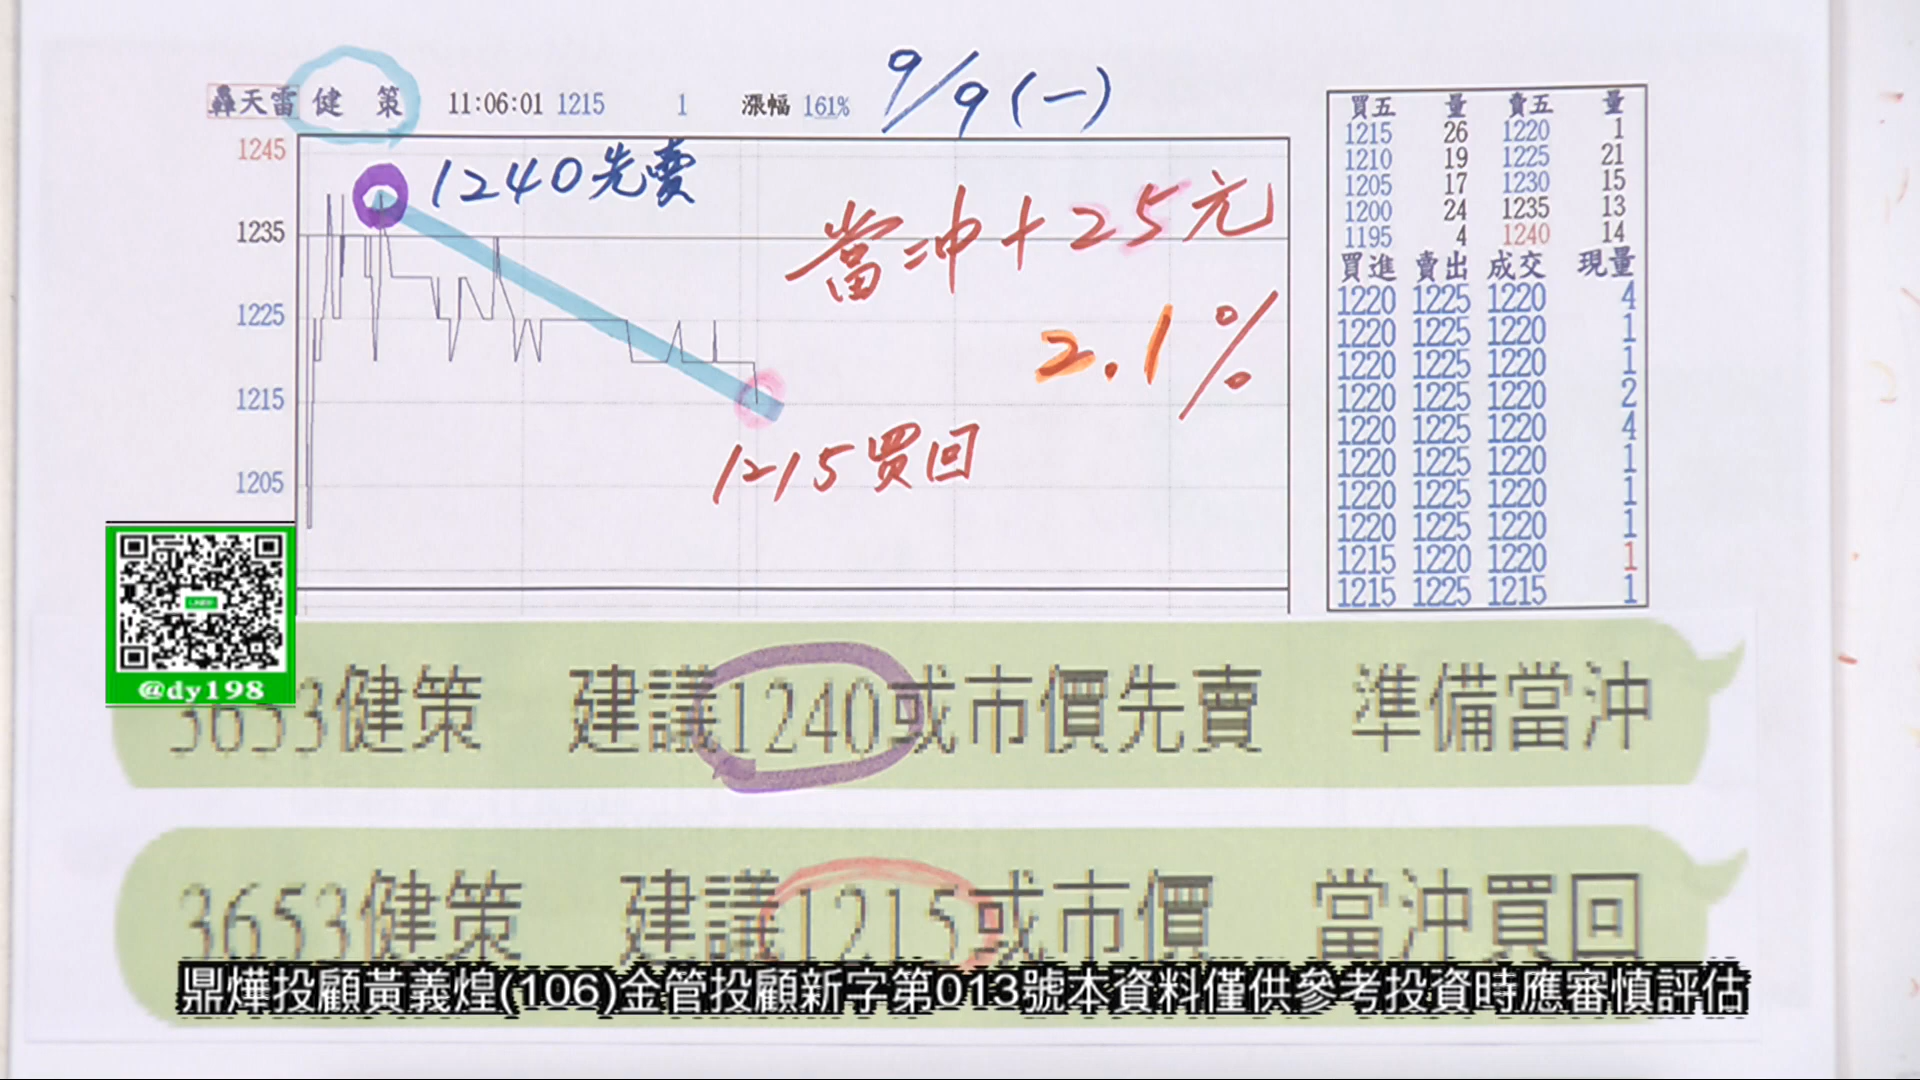 轟天雷 健 策 11:06:01 1215 1 漲幅 161%
9/9(一)
1245
1235
1225
1215
1205
1240先賣
當沖+25元
2.1%
1215買回
買五 量 賣五 量
1215 26 1220 1
1210 19 1225 21
1205 17 1230 15
1200 24 1235 13
1195 4 1240 14
買進 賣出 成交 現量
1220 1225 1220 4
1220 1225 1220 1
1220 1225 1220 1
1220 1225 1220 2
1220 1225 1220 4
1220 1225 1220 1
1220 1225 1220 1
1220 1225 1220 1
1215 1220 1220 1
1215 1225 1215 1
LINE@
@dy198
3653健策 建議1240或市價先賣 準備當沖
3653健策 建議1215或市價 當沖買回
鼎燁投顧黃義煌(106)金管投顧新字第013號本資料僅供參考投資時應審慎評估